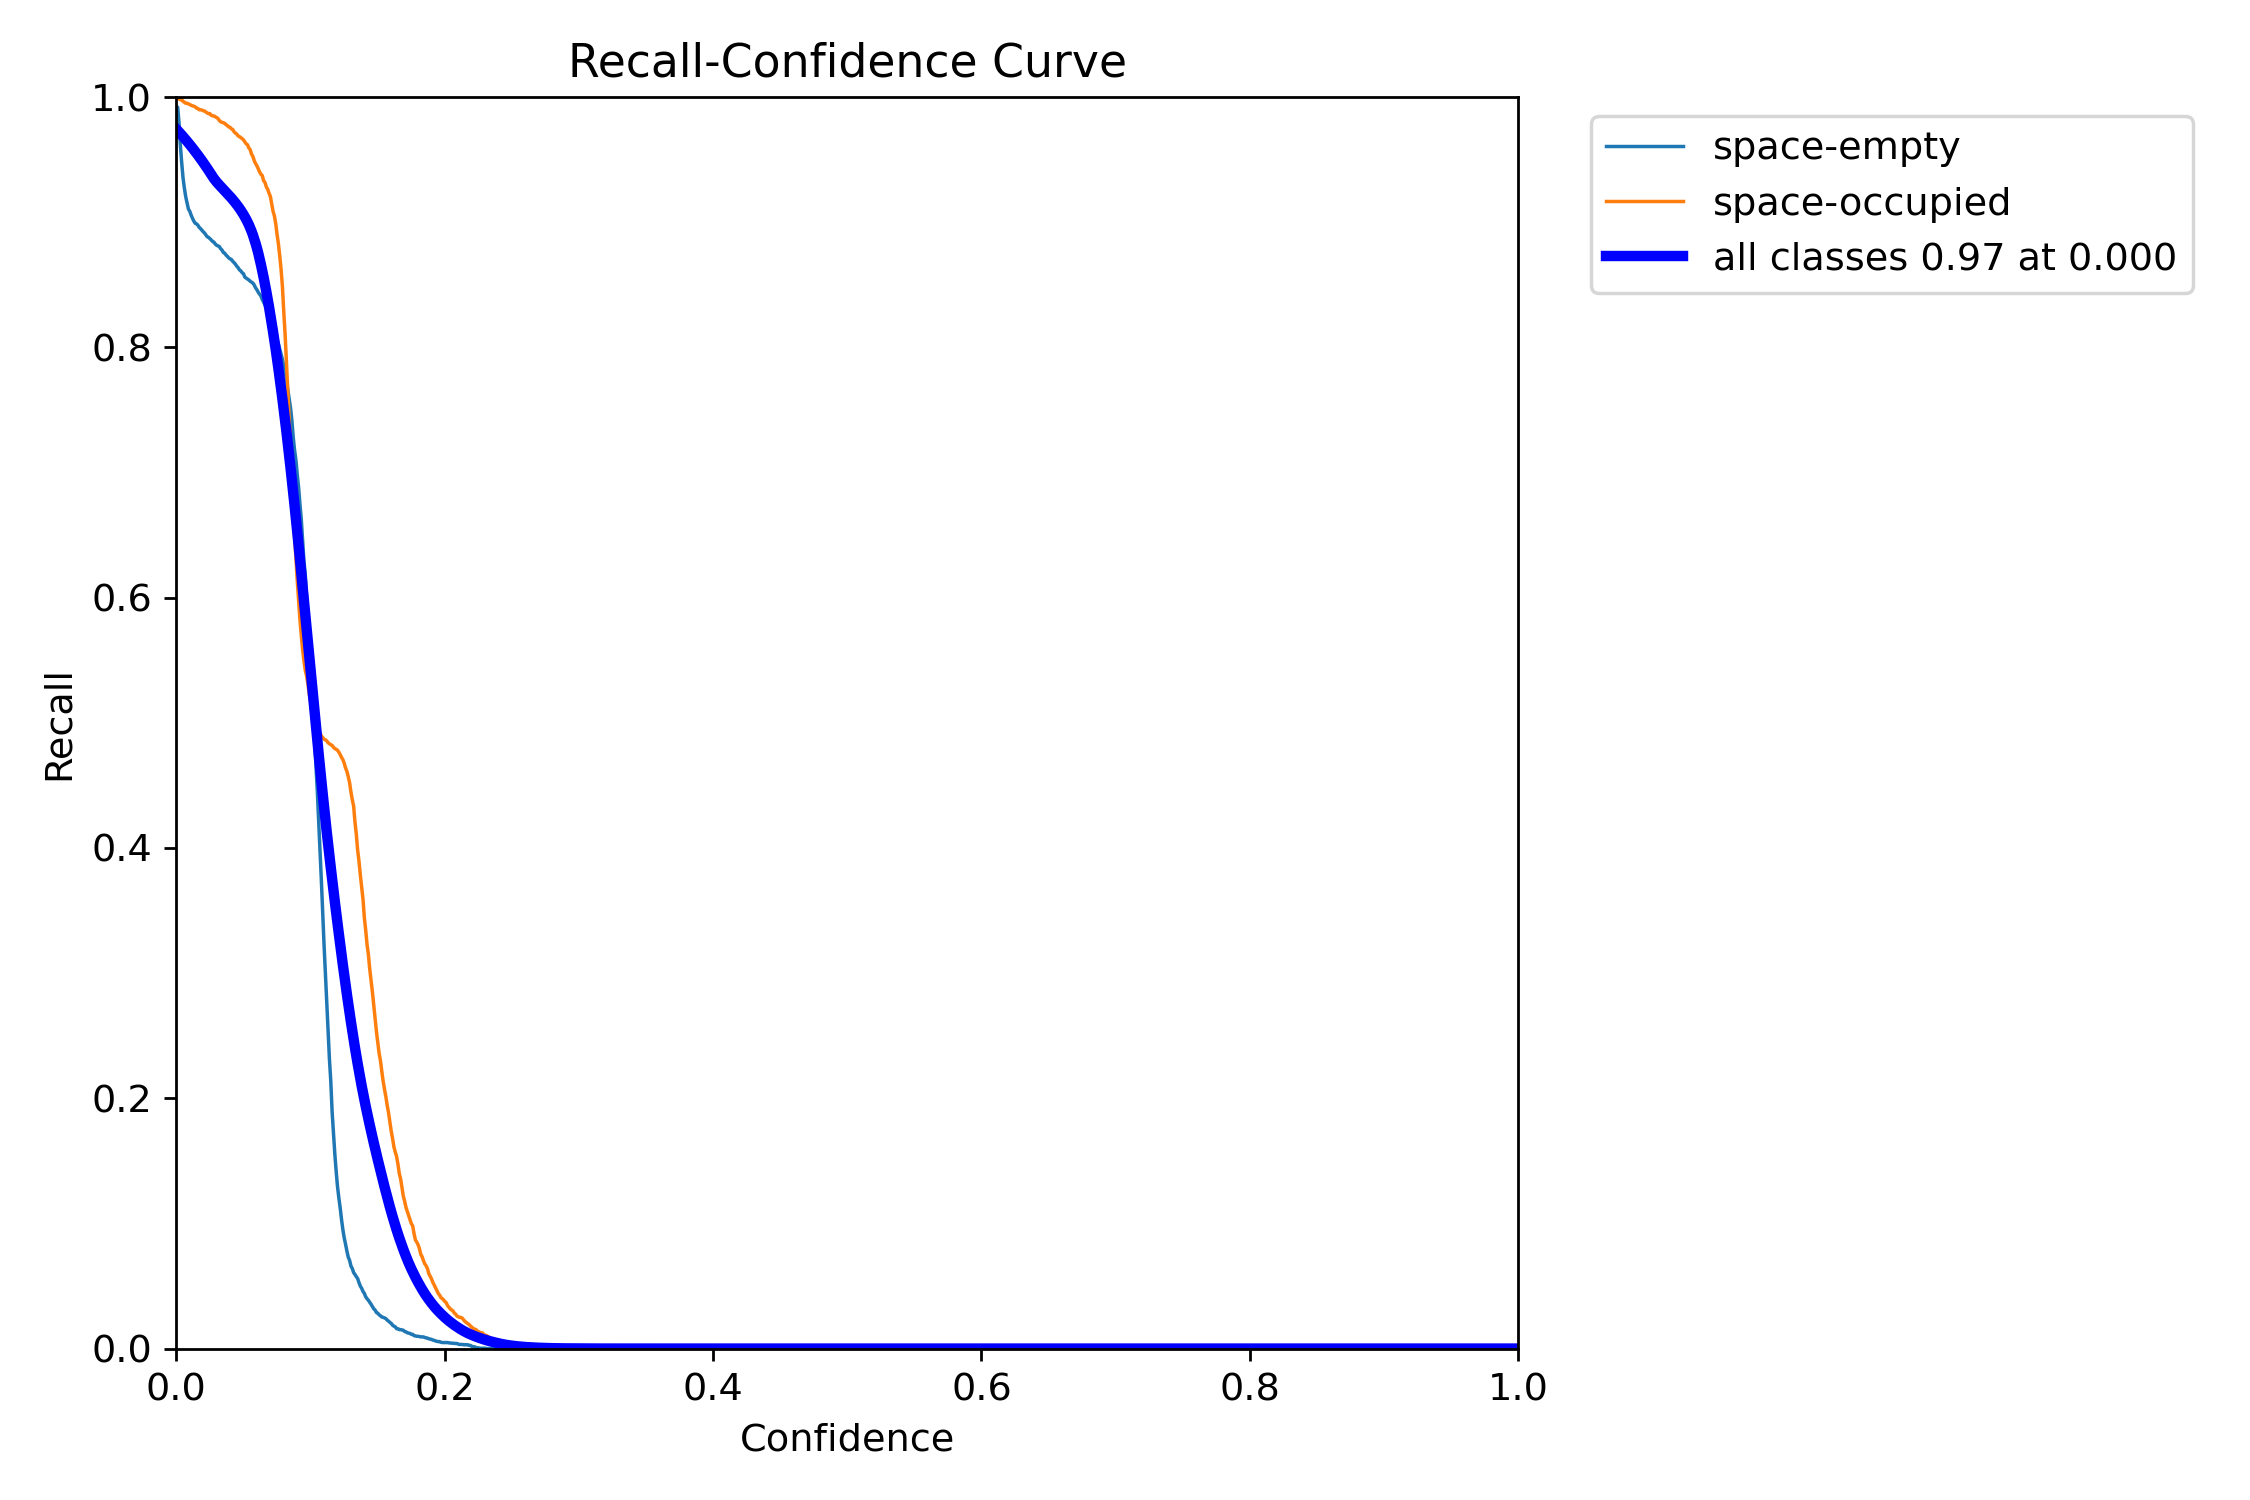 Recall-Confidence Curve
1.0
0.8
0.6
0.4
0.2
0.0
Recall
0.0 0.2 0.4 0.6 0.8 1.0
Confidence
space-empty
space-occupied
all classes 0.97 at 0.000